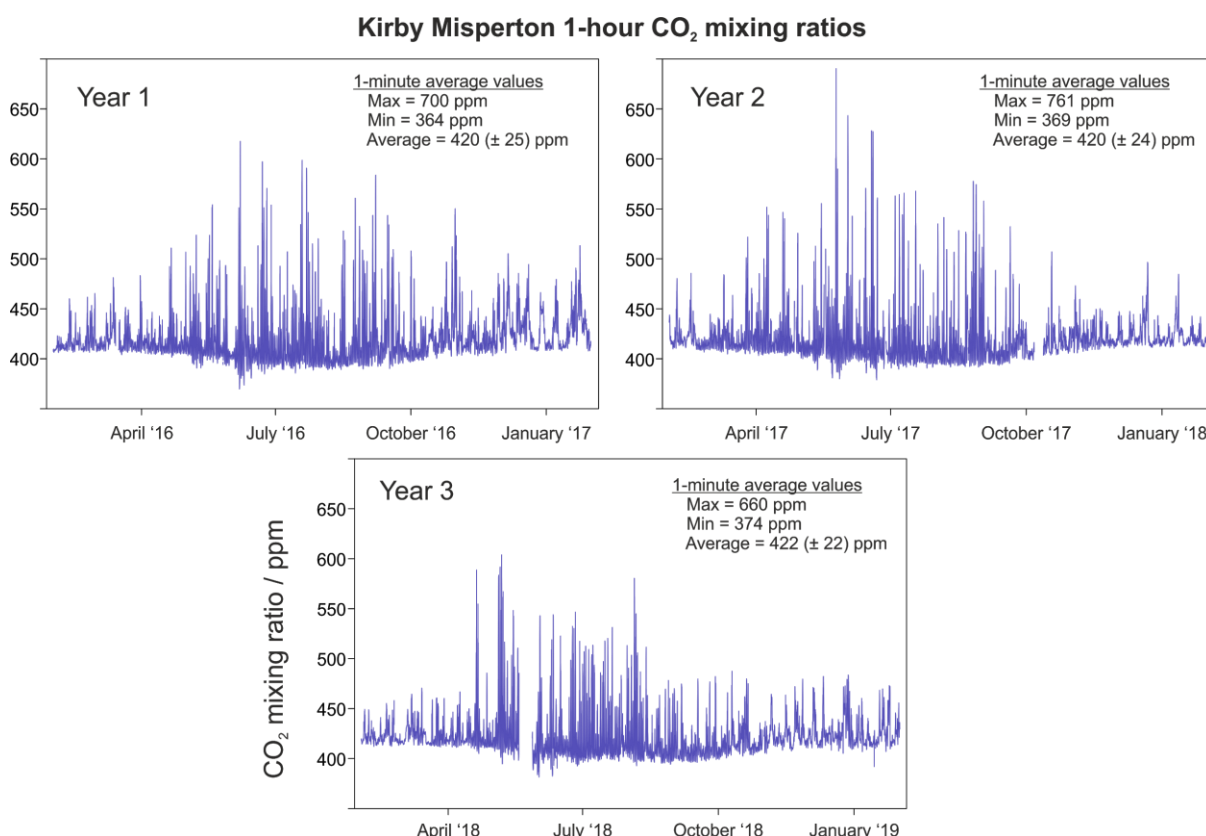 Kirby Misperton 1-hour CO₂ mixing ratios
Year 1
1-minute average values
Max = 700 ppm
Min = 364 ppm
Average = 420 (± 25) ppm
650
600
550
500
450
400
April ‘16
July ‘16
October ‘16
January ‘17
Year 2
1-minute average values
Max = 761 ppm
Min = 369 ppm
Average = 420 (± 24) ppm
650
600
550
500
450
400
April ‘17
July ‘17
October ‘17
January ‘18
Year 3
1-minute average values
Max = 660 ppm
Min = 374 ppm
Average = 422 (± 22) ppm
CO₂ mixing ratio / ppm
650
600
550
500
450
400
April ‘18
July ‘18
October ‘18
January ‘19